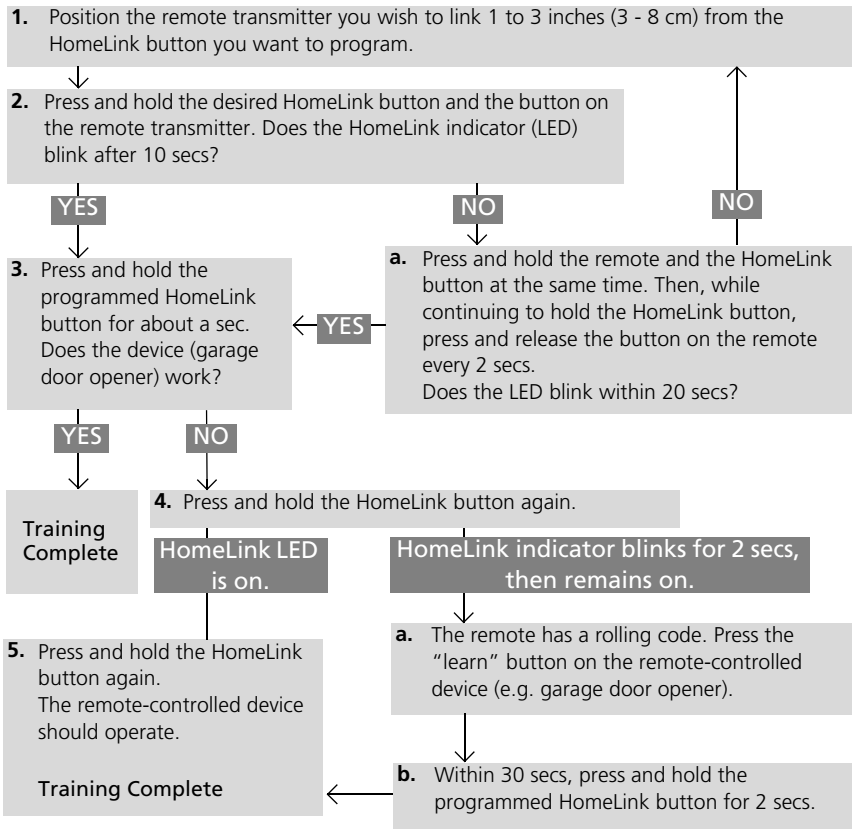 1. Position the remote transmitter you wish to link 1 to 3 inches (3 - 8 cm) from the
HomeLink button you want to program.
2. Press and hold the desired HomeLink button and the button on
the remote transmitter. Does the HomeLink indicator (LED)
blink after 10 secs?
YES
NO
NO
a. Press and hold the remote and the HomeLink
button at the same time. Then, while
continuing to hold the HomeLink button,
press and release the button on the remote
every 2 secs.
Does the LED blink within 20 secs?
YES
3. Press and hold the
programmed HomeLink
button for about a sec.
Does the device (garage
door opener) work?
YES
NO
Training
Complete
4. Press and hold the HomeLink button again.
HomeLink LED
is on.
HomeLink indicator blinks for 2 secs,
then remains on.
a. The remote has a rolling code. Press the
“learn” button on the remote-controlled
device (e.g. garage door opener).
b. Within 30 secs, press and hold the
programmed HomeLink button for 2 secs.
5. Press and hold the HomeLink
button again.
The remote-controlled device
should operate.
Training Complete